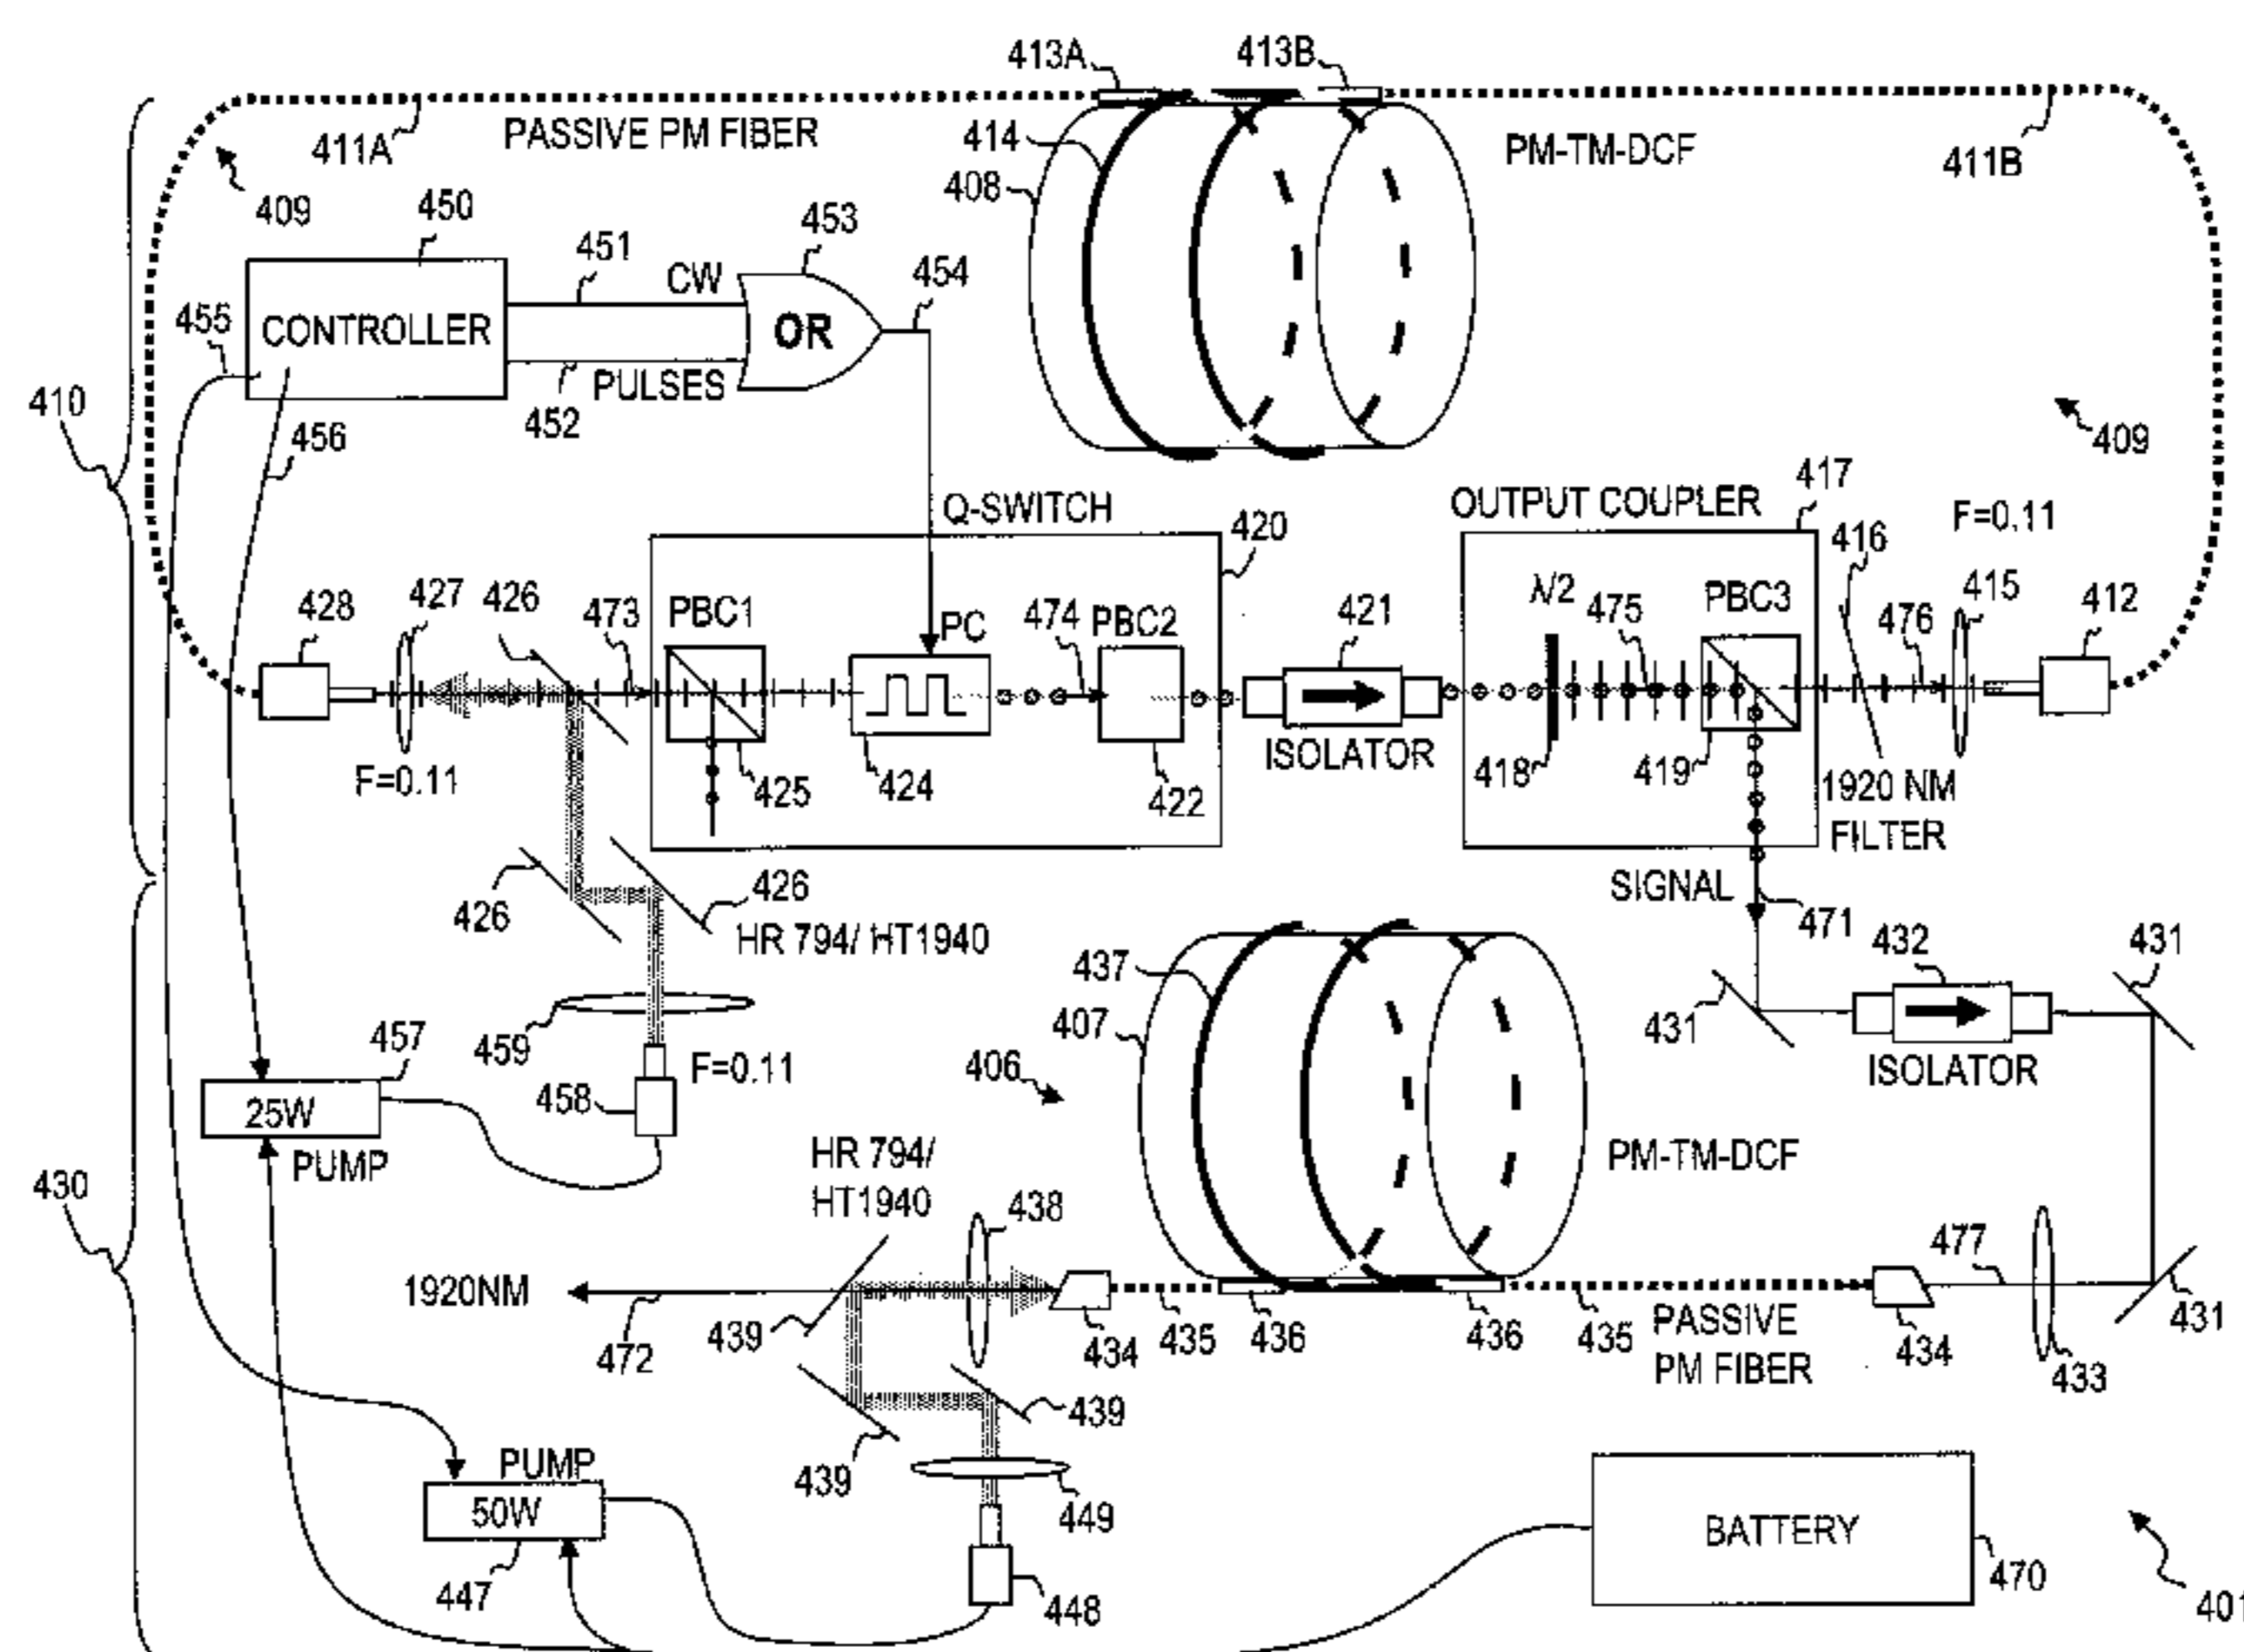 413A
413B
PASSIVE PM FIBER
411A
414
PM-TM-DCF
411B
408
409
450
453
451
CW
454
455
CONTROLLER
OR
PULSES
452
410
456
409
417
Q-SWITCH
OUTPUT COUPLER
F=0.11
420
416
427
426
λ/2
415
428
473
PBC1
PC
474
PBC2
421
475
PBC3
476
412
F=0.11
ISOLATOR
425
424
422
418
419
1920 NM
FILTER
426
426
SIGNAL
471
HR 794/ HT1940
437
432
431
407
431
459
457
F=0.11
406
ISOLATOR
458
25W
HR 794/
HT1940
PM-TM-DCF
PUMP
430
438
477
1920NM
439
434
435
436
436
435
PASSIVE
PM FIBER
434
431
472
433
439
PUMP
439
50W
449
BATTERY
447
448
470
401